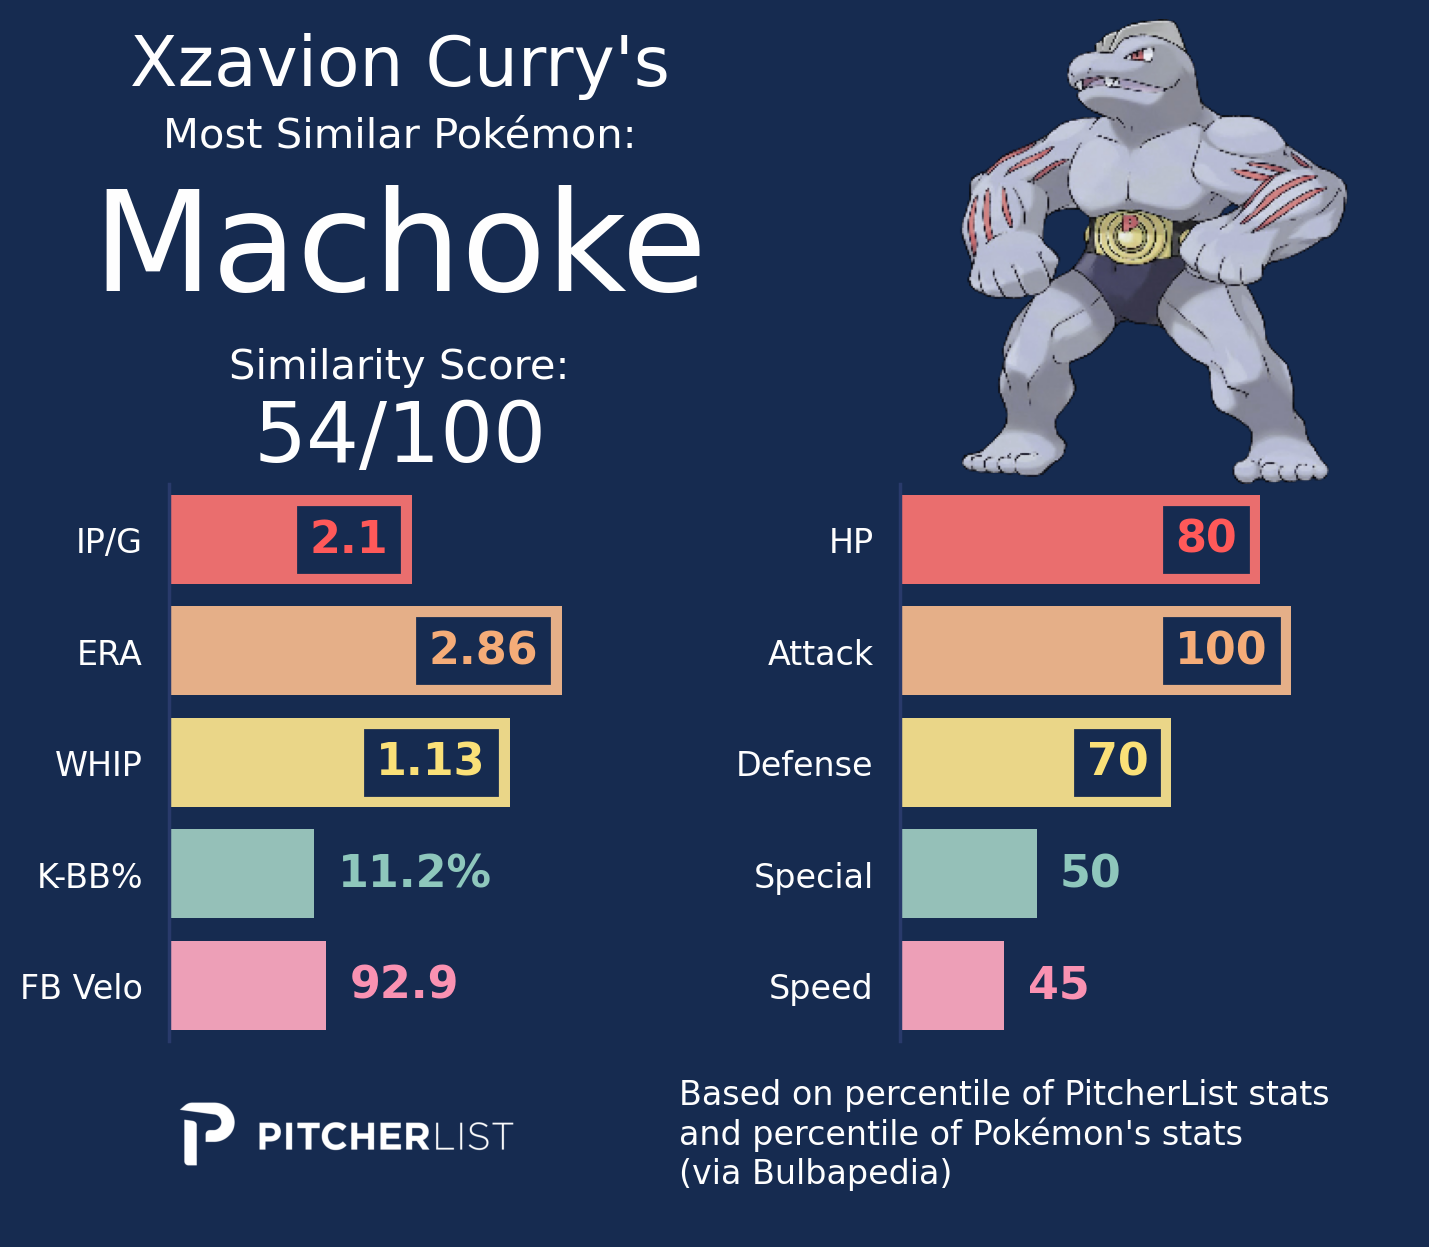 Xzavion Curry's
Most Similar Pokémon:
Machoke
Similarity Score:
54/100
IP/G 2.1
ERA 2.86
WHIP 1.13
K-BB% 11.2%
FB Velo 92.9
HP 80
Attack 100
Defense 70
Special 50
Speed 45
PITCHERLIST
Based on percentile of PitcherList stats
and percentile of Pokémon's stats
(via Bulbapedia)